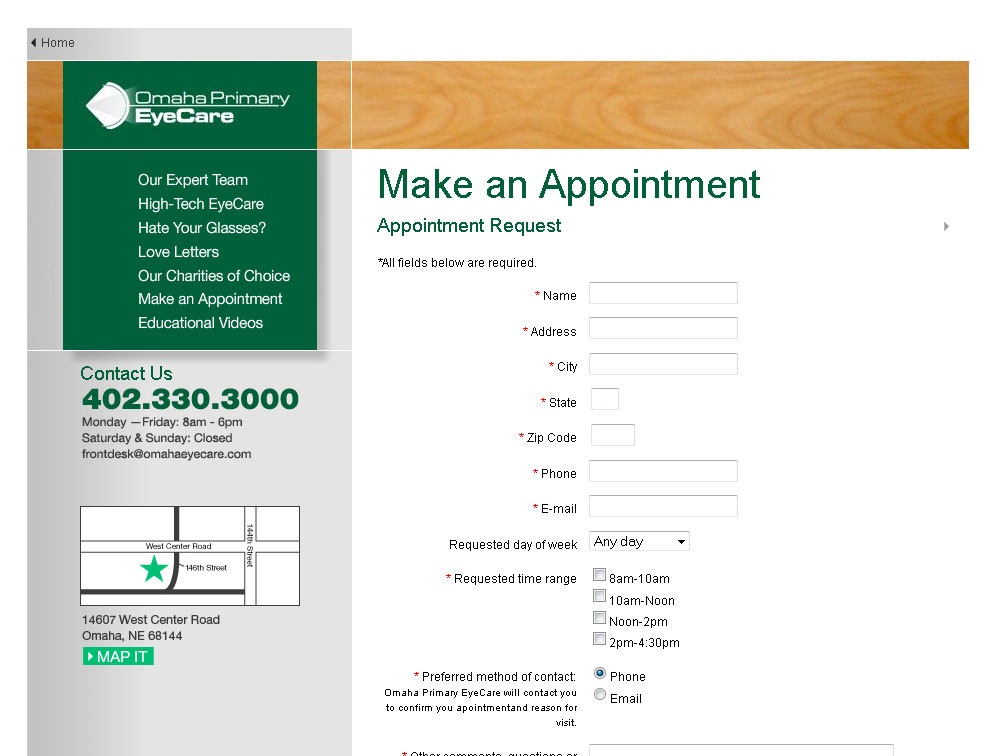 Home
Omaha Primary
EyeCare
Our Expert Team
High-Tech EyeCare
Hate Your Glasses?
Love Letters
Our Charities of Choice
Make an Appointment
Educational Videos
Contact Us
402.330.3000
Monday —Friday: 8am - 6pm
Saturday & Sunday: Closed
frontdesk@omahaeyecare.com
West Center Road
144th Street
146th Street
14607 West Center Road
Omaha, NE 68144
MAP IT
Make an Appointment
Appointment Request
*All fields below are required.
* Name
* Address
* City
* State
* Zip Code
* Phone
* E-mail
Requested day of week Any day
* Requested time range 8am-10am
10am-Noon
Noon-2pm
2pm-4:30pm
* Preferred method of contact: Phone
Omaha Primary EyeCare will contact you
to confirm you apointmentand reason for
visit.
Email
* Other comments, questions or